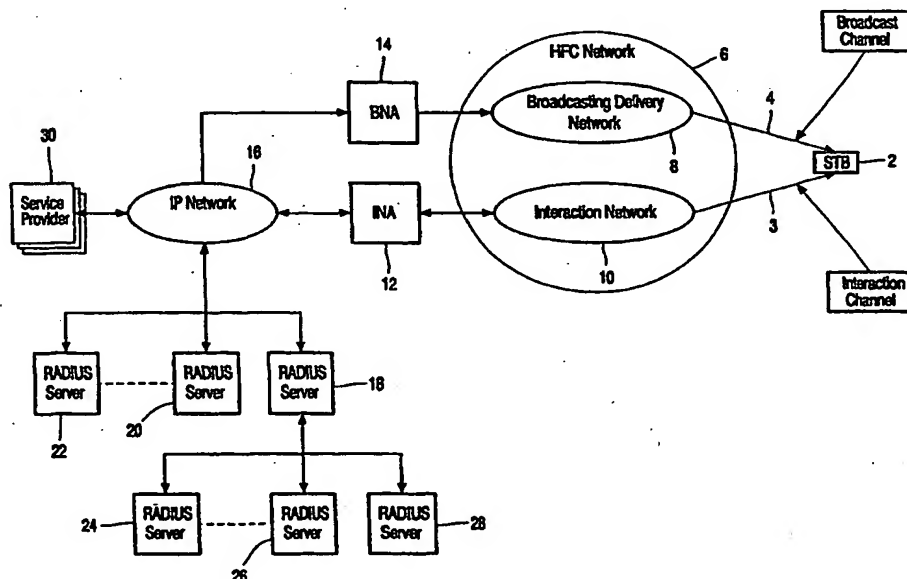 Broadcast
Channel
HFC Network
6
14
BNA
Broadcasting Delivery
Network
8
4
STB
2
30
Service
Provider
16
IP Network
INA
12
Interaction Network
10
3
Interaction
Channel
RADIUS
Server
22
RADIUS
Server
20
RADIUS
Server
18
24
RADIUS
Server
RADIUS
Server
26
RADIUS
Server
28